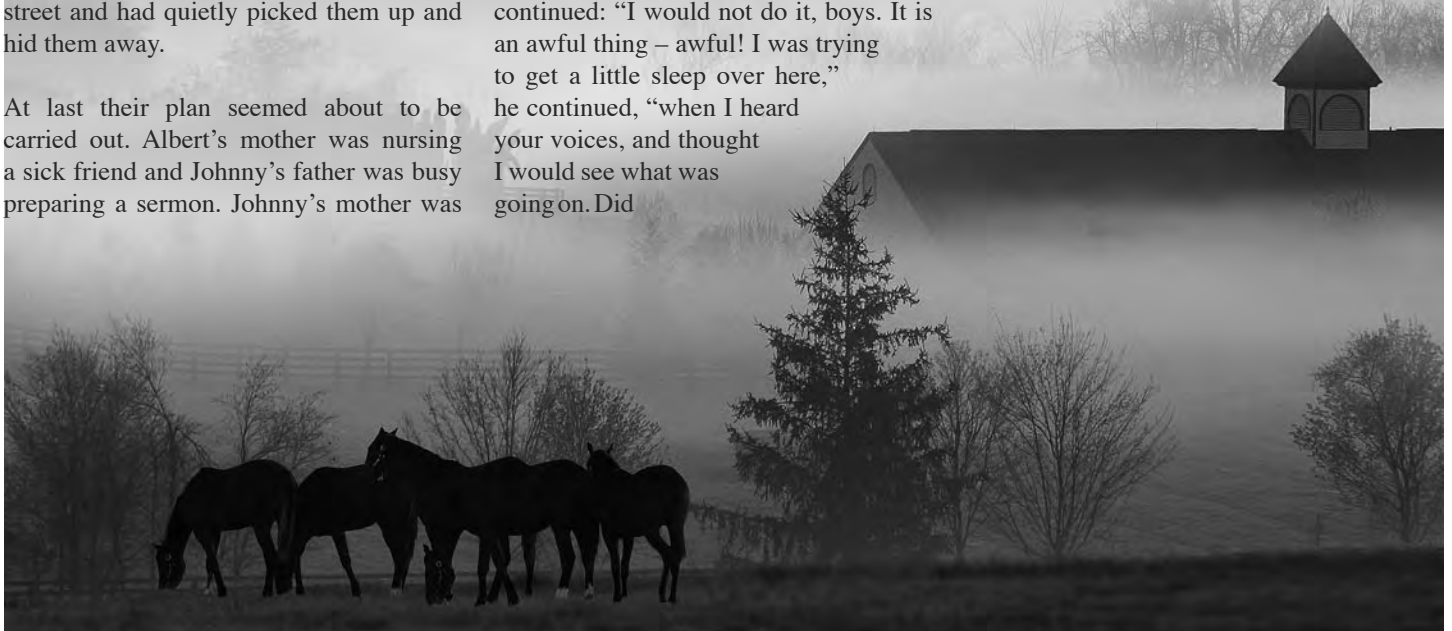 street and had quietly picked them up and
hid them away.
At last their plan seemed about to be
carried out. Albert’s mother was nursing
a sick friend and Johnny’s father was busy
preparing a sermon. Johnny’s mother was
continued: “I would not do it, boys. It is
an awful thing – awful! I was trying
to get a little sleep over here,”
he continued, “when I heard
your voices, and thought
I would see what was
going on. Did